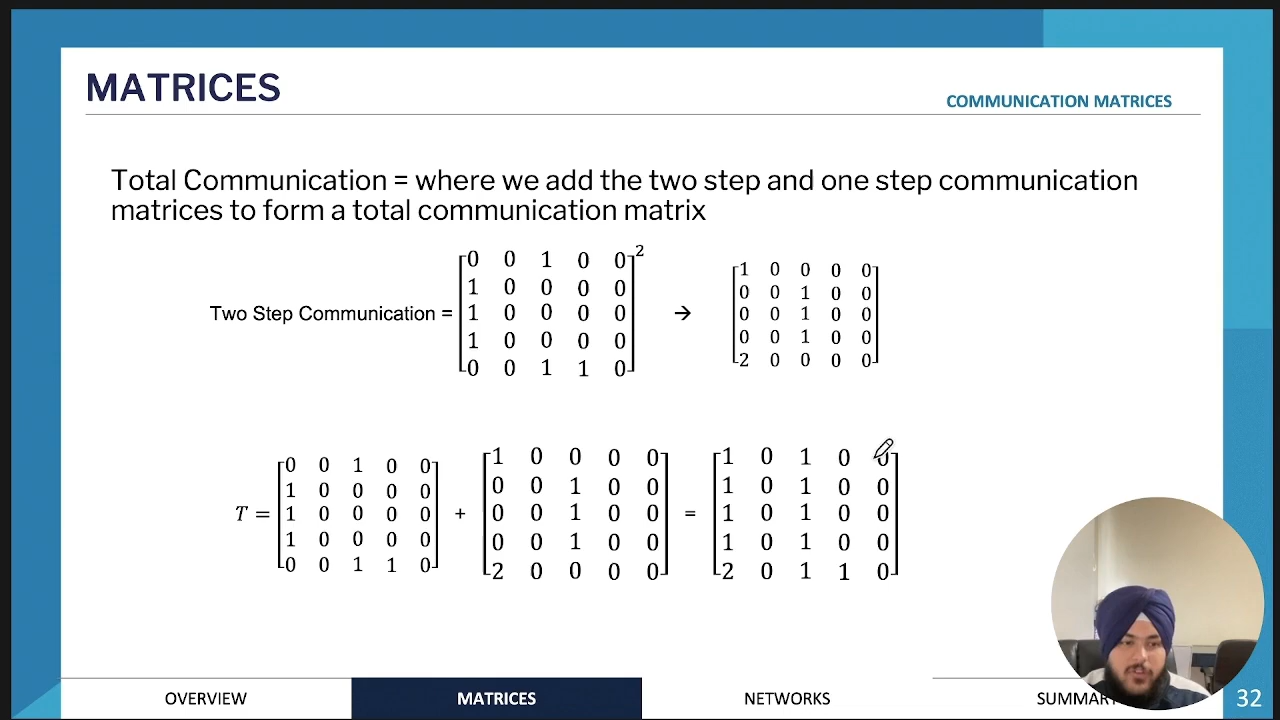 MATRICES
COMMUNICATION MATRICES
Total Communication = where we add the two step and one step communication
matrices to form a total communication matrix
Two Step Communication = [0 0 1 0 0]² → [1 0 0 0 0]
1 0 0 0 0 0 0 1 0 0
1 0 0 0 0 0 0 1 0 0
1 0 0 0 0 0 0 1 0 0
0 0 1 1 0 2 0 0 0 0
T = [0 0 1 0 0] + [1 0 0 0 0] = [1 0 1 0 0]
1 0 0 0 0 0 0 1 0 0 1 0 1 0 0
1 0 0 0 0 0 0 1 0 0 1 0 1 0 0
1 0 0 0 0 0 0 1 0 0 1 0 1 0 0
0 0 1 1 0 2 0 0 0 0 2 0 1 1 0
OVERVIEW MATRICES NETWORKS 32